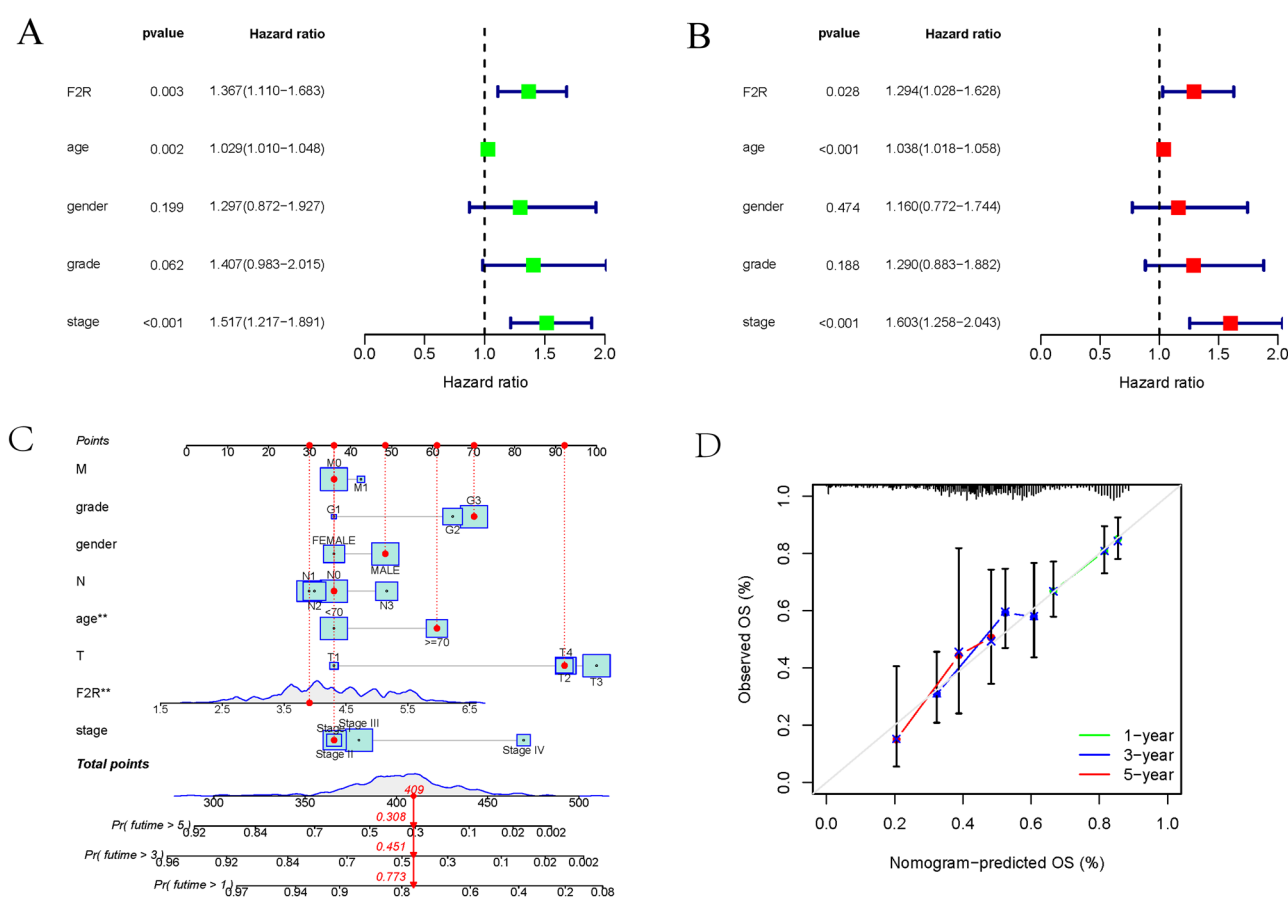 A
pvalue Hazard ratio
F2R 0.003 1.367(1.110−1.683)
age 0.002 1.029(1.010−1.048)
gender 0.199 1.297(0.872−1.927)
grade 0.062 1.407(0.983−2.015)
stage <0.001 1.517(1.217−1.891)
0.0 0.5 1.0 1.5 2.0
Hazard ratio
B
pvalue Hazard ratio
F2R 0.028 1.294(1.028−1.628)
age <0.001 1.038(1.018−1.058)
gender 0.474 1.160(0.772−1.744)
grade 0.188 1.290(0.883−1.882)
stage <0.001 1.603(1.258−2.043)
0.0 0.5 1.0 1.5 2.0
Hazard ratio
C
Points
0 10 20 30 40 50 60 70 80 90 100
M
M0
M1
grade
G1 G3
G2
gender
FEMALE
MALE
N
N1 N0
N2 N3
age**
<70
>=70
T
T1 T4
T2 T3
F2R**
1.5 2.5 3.5 4.5 5.5 6.5
stage
Stage III
Stage I
Stage II Stage IV
Total points
409
300 350 400 450 500
0.308
Pr( futime > 5 )
0.92 0.84 0.7 0.5 0.3 0.1 0.02 0.002
0.451
Pr( futime > 3 )
0.96 0.92 0.84 0.7 0.5 0.3 0.1 0.02 0.002
0.773
Pr( futime > 1 )
0.97 0.94 0.9 0.8 0.6 0.4 0.2 0.08
D
Observed OS (%)
1.0
0.8
0.6
0.4
0.2
0.0
1-year
3-year
5-year
0.0 0.2 0.4 0.6 0.8 1.0
Nomogram-predicted OS (%)